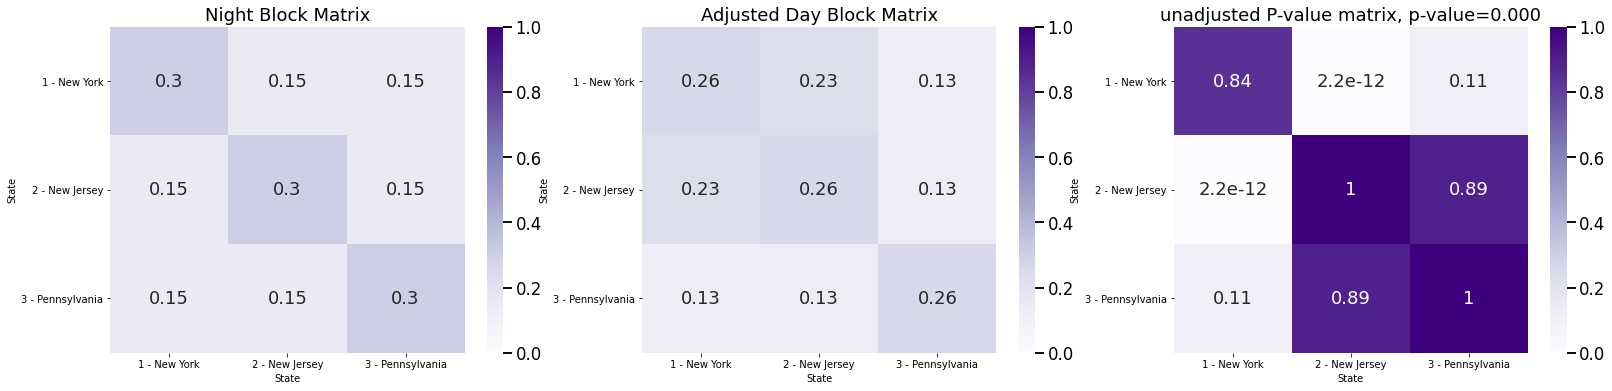 Night Block Matrix
1.0
1 - New York
0.3
0.15
0.15
0.8
0.6
State
2 - New Jersey
0.15
0.3
0.15
0.4
0.2
3 - Pennsylvania
0.15
0.15
0.3
0.0
1 - New York
2 - New Jersey
3 - Pennsylvania
State
Adjusted Day Block Matrix
1.0
1 - New York
0.26
0.23
0.13
0.8
0.6
State
2 - New Jersey
0.23
0.26
0.13
0.4
0.2
3 - Pennsylvania
0.13
0.13
0.26
0.0
1 - New York
2 - New Jersey
3 - Pennsylvania
State
unadjusted P-value matrix, p-value=0.000
1.0
1 - New York
0.84
2.2e-12
0.11
0.8
0.6
State
2 - New Jersey
2.2e-12
1
0.89
0.4
0.2
3 - Pennsylvania
0.11
0.89
1
0.0
1 - New York
2 - New Jersey
3 - Pennsylvania
State